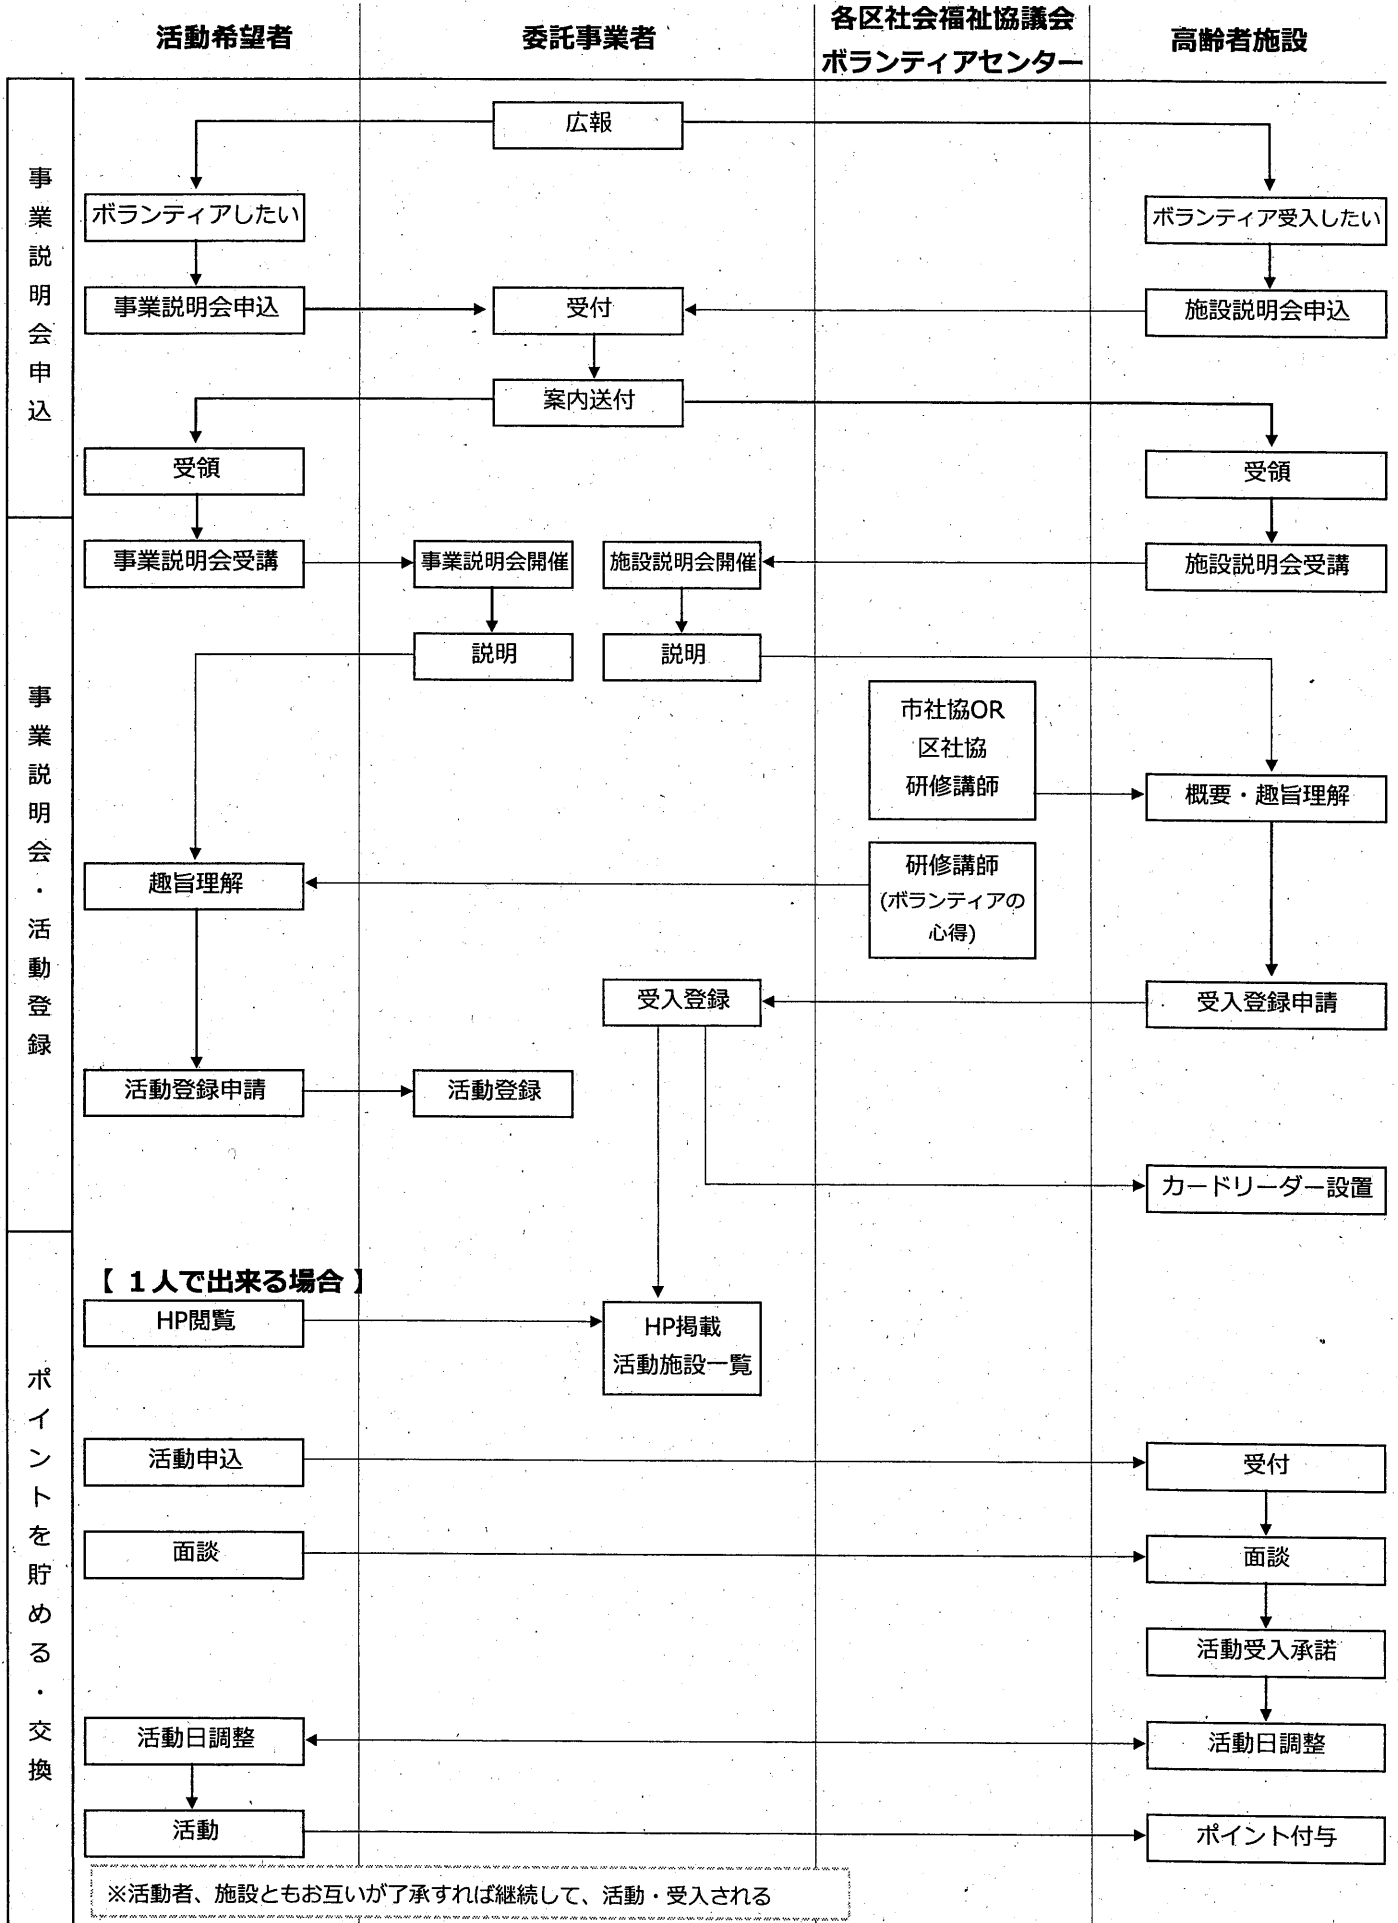 活動希望者
委託事業者
各区社会福祉協議会
ボランティアセンター
高齢者施設
事業説明会申込
広報
ボランティアしたい
ボランティア受入したい
事業説明会申込
受付
施設説明会申込
案内送付
受領
受領
事業説明会・活動登録
事業説明会受講
事業説明会開催
施設説明会開催
施設説明会受講
説明
説明
市社協OR
区社協
研修講師
概要・趣旨理解
趣旨理解
研修講師
(ボランティアの
心得)
受入登録
受入登録申請
活動登録申請
活動登録
カードリーダー設置
ポイントを貯める・交換
【 1人で出来る場合 】
HP閲覧
HP掲載
活動施設一覧
活動申込
受付
面談
面談
活動受入承諾
活動日調整
活動日調整
活動
ポイント付与
※活動者、施設ともお互いが了承すれば継続して、活動・受入される